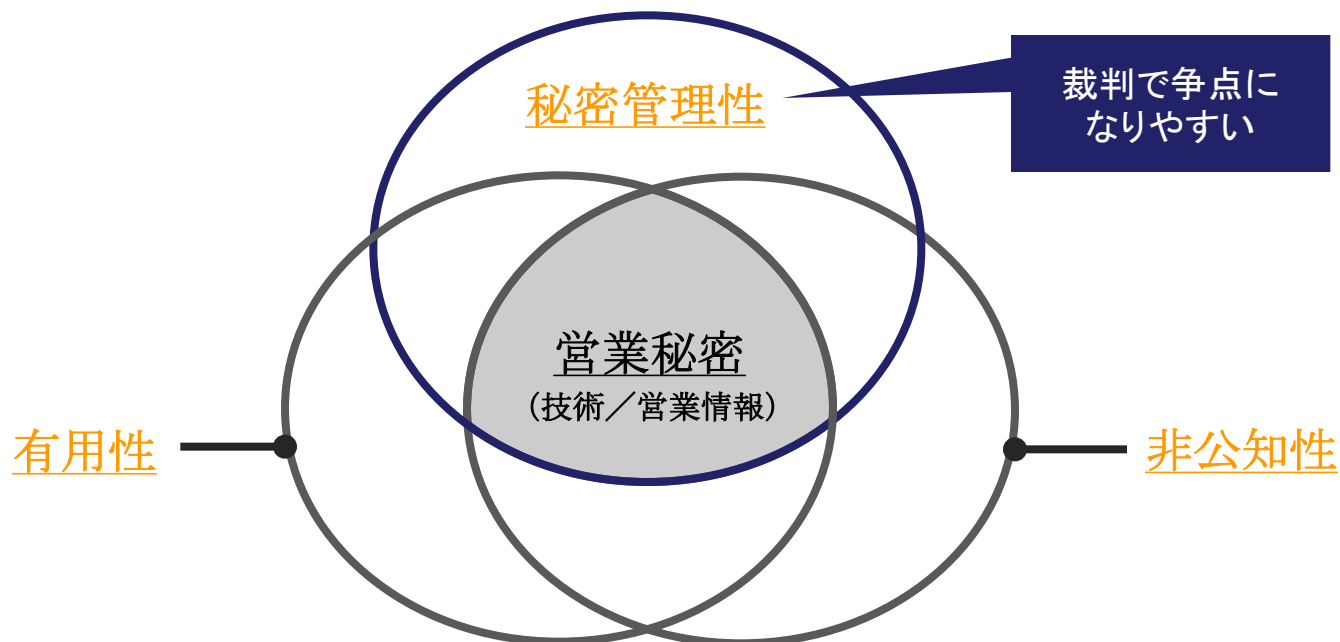 秘密管理性
裁判で争点に
なりやすい
営業秘密
（技術／営業情報）
有用性
非公知性